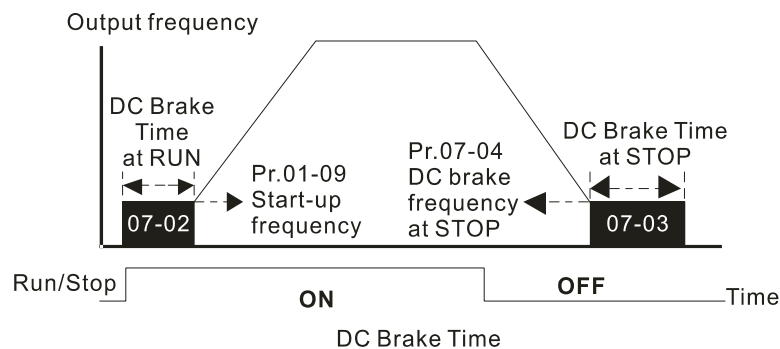 Output frequency
DC Brake
Time
at RUN
Pr.01-09
Start-up
frequency
Pr.07-04
DC brake
frequency
at STOP
DC Brake Time
at STOP
07-02
07-03
Run/Stop
ON
OFF
Time
DC Brake Time